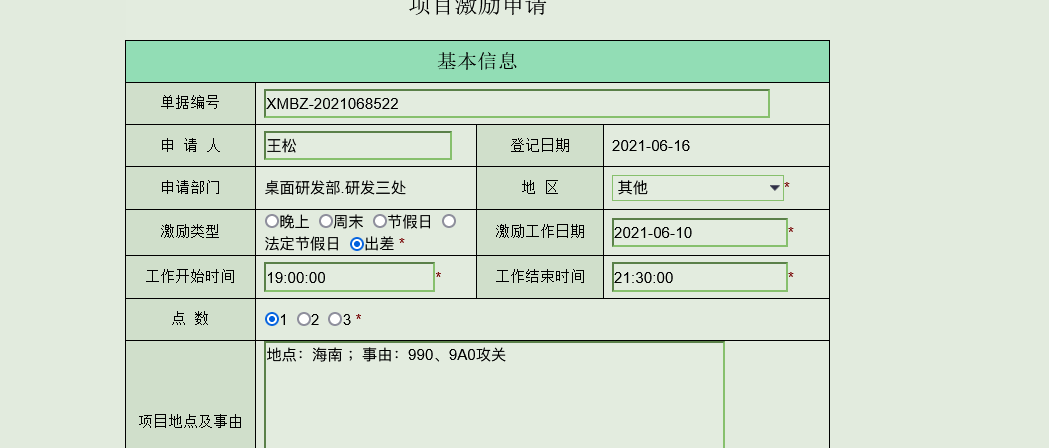 项目激励申请
基本信息
单据编号 XMBZ-2021068522
申 请 人 王松 登记日期 2021-06-16
申请部门 桌面研发部.研发三处 地 区 其他 *
激励类型 晚上 周末 节假日
法定节假日 出差 * 激励工作日期 2021-06-10 *
工作开始时间 19:00:00 * 工作结束时间 21:30:00 *
点 数 1 2 3 *
地点：海南 ；事由：990、9A0攻关
项目地点及事由